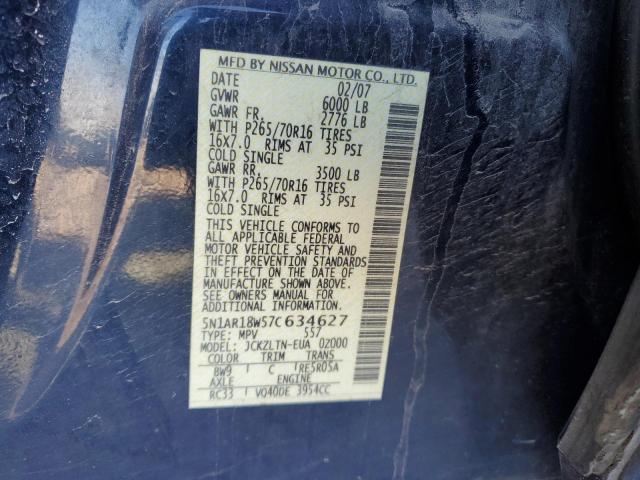 MFD BY NISSAN MOTOR CO., LTD.
DATE 02/07
GVWR 6000 LB
GAWR FR. 2776 LB
WITH P265/70R16 TIRES
16X7.0 RIMS AT 35 PSI
COLD SINGLE
GAWR RR. 3500 LB
WITH P265/70R16 TIRES
16X7.0 RIMS AT 35 PSI
COLD SINGLE
THIS VEHICLE CONFORMS TO
ALL APPLICABLE FEDERAL
MOTOR VEHICLE SAFETY AND
THEFT PREVENTION STANDARDS
IN EFFECT ON THE DATE OF
MANUFACTURE SHOWN ABOVE.
SEE OWNERS MANUAL FOR
ADDITIONAL INFORMATION.
5N1AR18W57C634627
TYPE: MPV 557
MODEL: JCKZLTN-EUA 0Z000
COLOR TRIM TRANS
BW9 C RE5R05A
AXLE ENGINE
RC33 VQ40DE 3954CC